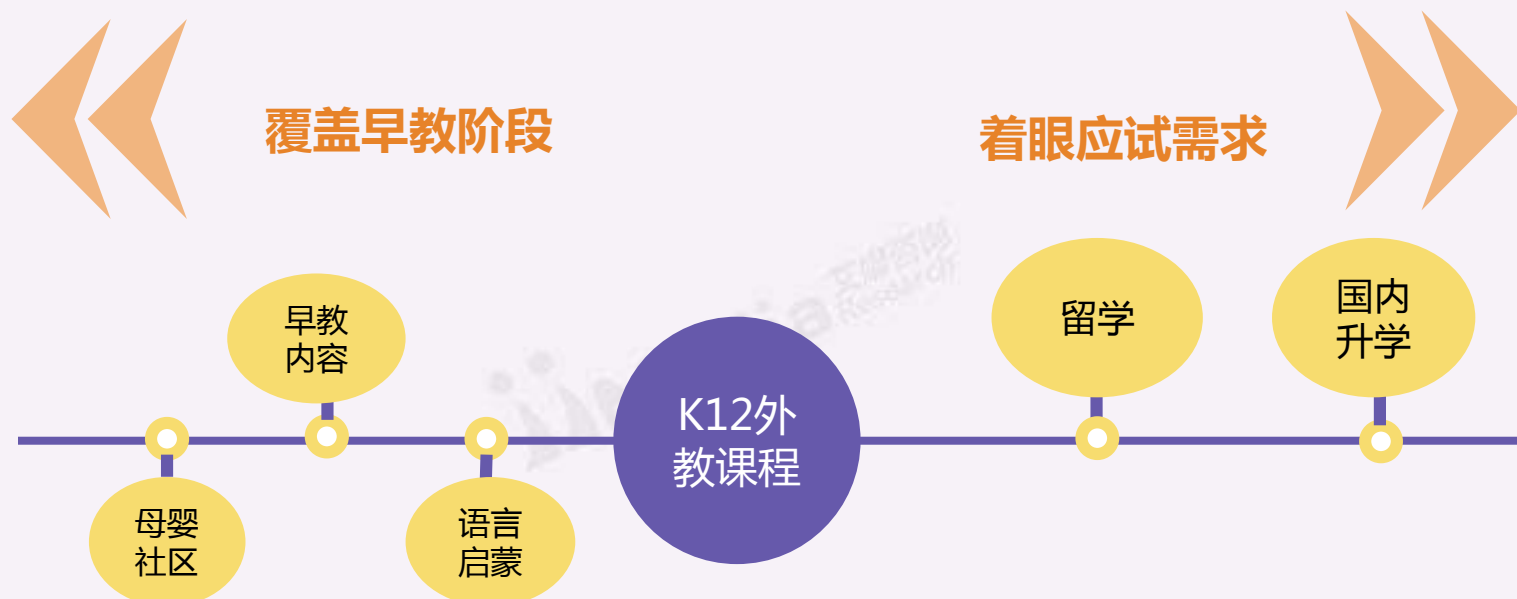 覆盖早教阶段
着眼应试需求
早教
内容
留学
国内
升学
K12外
教课程
母婴
社区
语言
启蒙